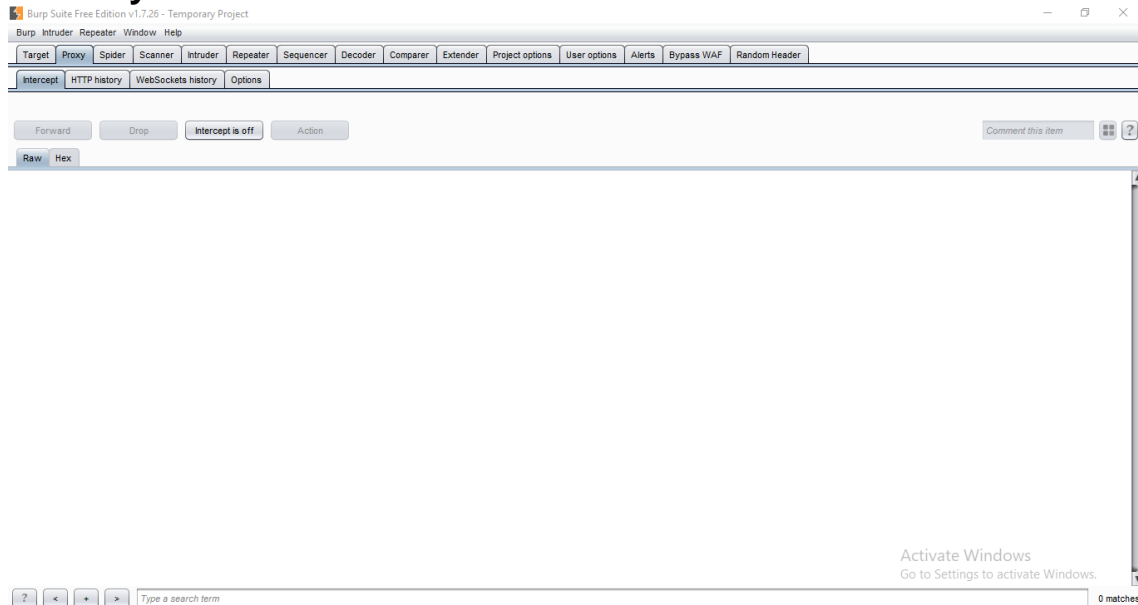 Burp Suite Free Edition v1.7.26 - Temporary Project
Burp Intruder Repeater Window Help
Target Proxy Spider Scanner Intruder Repeater Sequencer Decoder Comparer Extender Project options User options Alerts Bypass WAF Random Header
Intercept HTTP history WebSockets history Options
Forward Drop Intercept is off Action Comment this item ?
Raw Hex
Activate Windows
Go to Settings to activate Windows.
? < + > Type a search term 0 matches